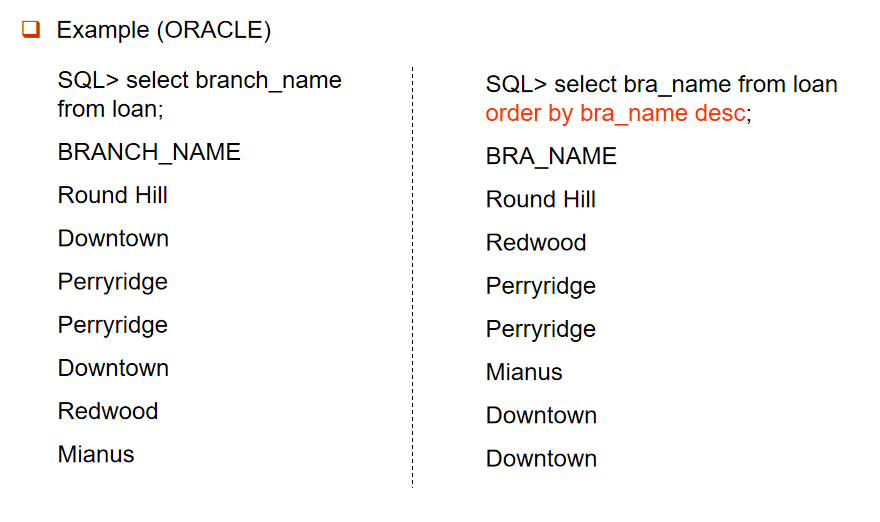 Example (ORACLE)
SQL> select branch_name
from loan;
BRANCH_NAME
Round Hill
Downtown
Perryridge
Perryridge
Downtown
Redwood
Mianus
SQL> select bra_name from loan
order by bra_name desc;
BRA_NAME
Round Hill
Redwood
Perryridge
Perryridge
Mianus
Downtown
Downtown